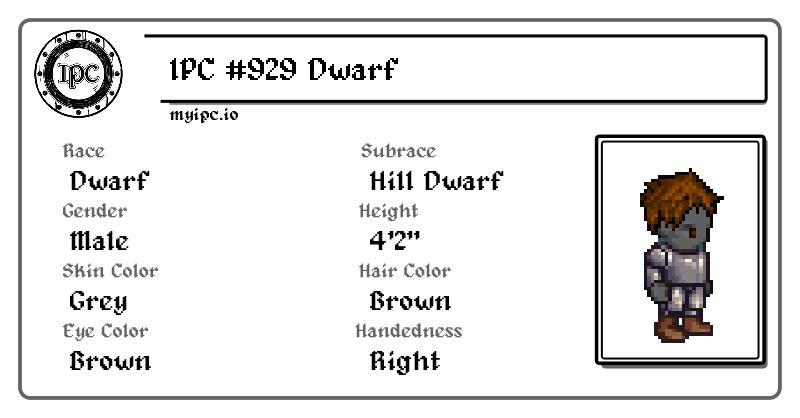 IPC
IPC #929 Dwarf
myipc.io
Race
Dwarf
Subrace
Hill Dwarf
Gender
Male
Height
4'2"
Skin Color
Grey
Hair Color
Brown
Eye Color
Brown
Handedness
Right